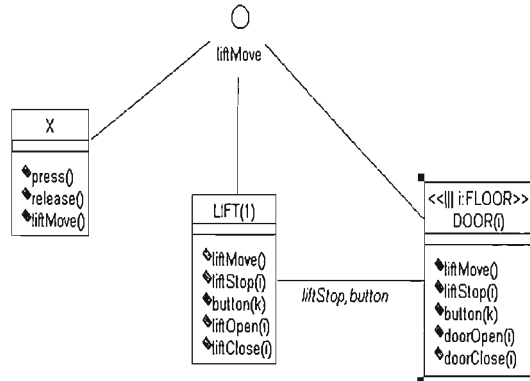 liftMove
X
press()
release()
liftMove()
LIFT(1)
liftMove()
liftStop(i)
button(k)
liftOpen(i)
liftClose(i)
liftStop, button
<<||| i:FLOOR>>
DOOR(i)
liftMove()
liftStop(i)
button(k)
doorOpen(i)
doorClose(i)